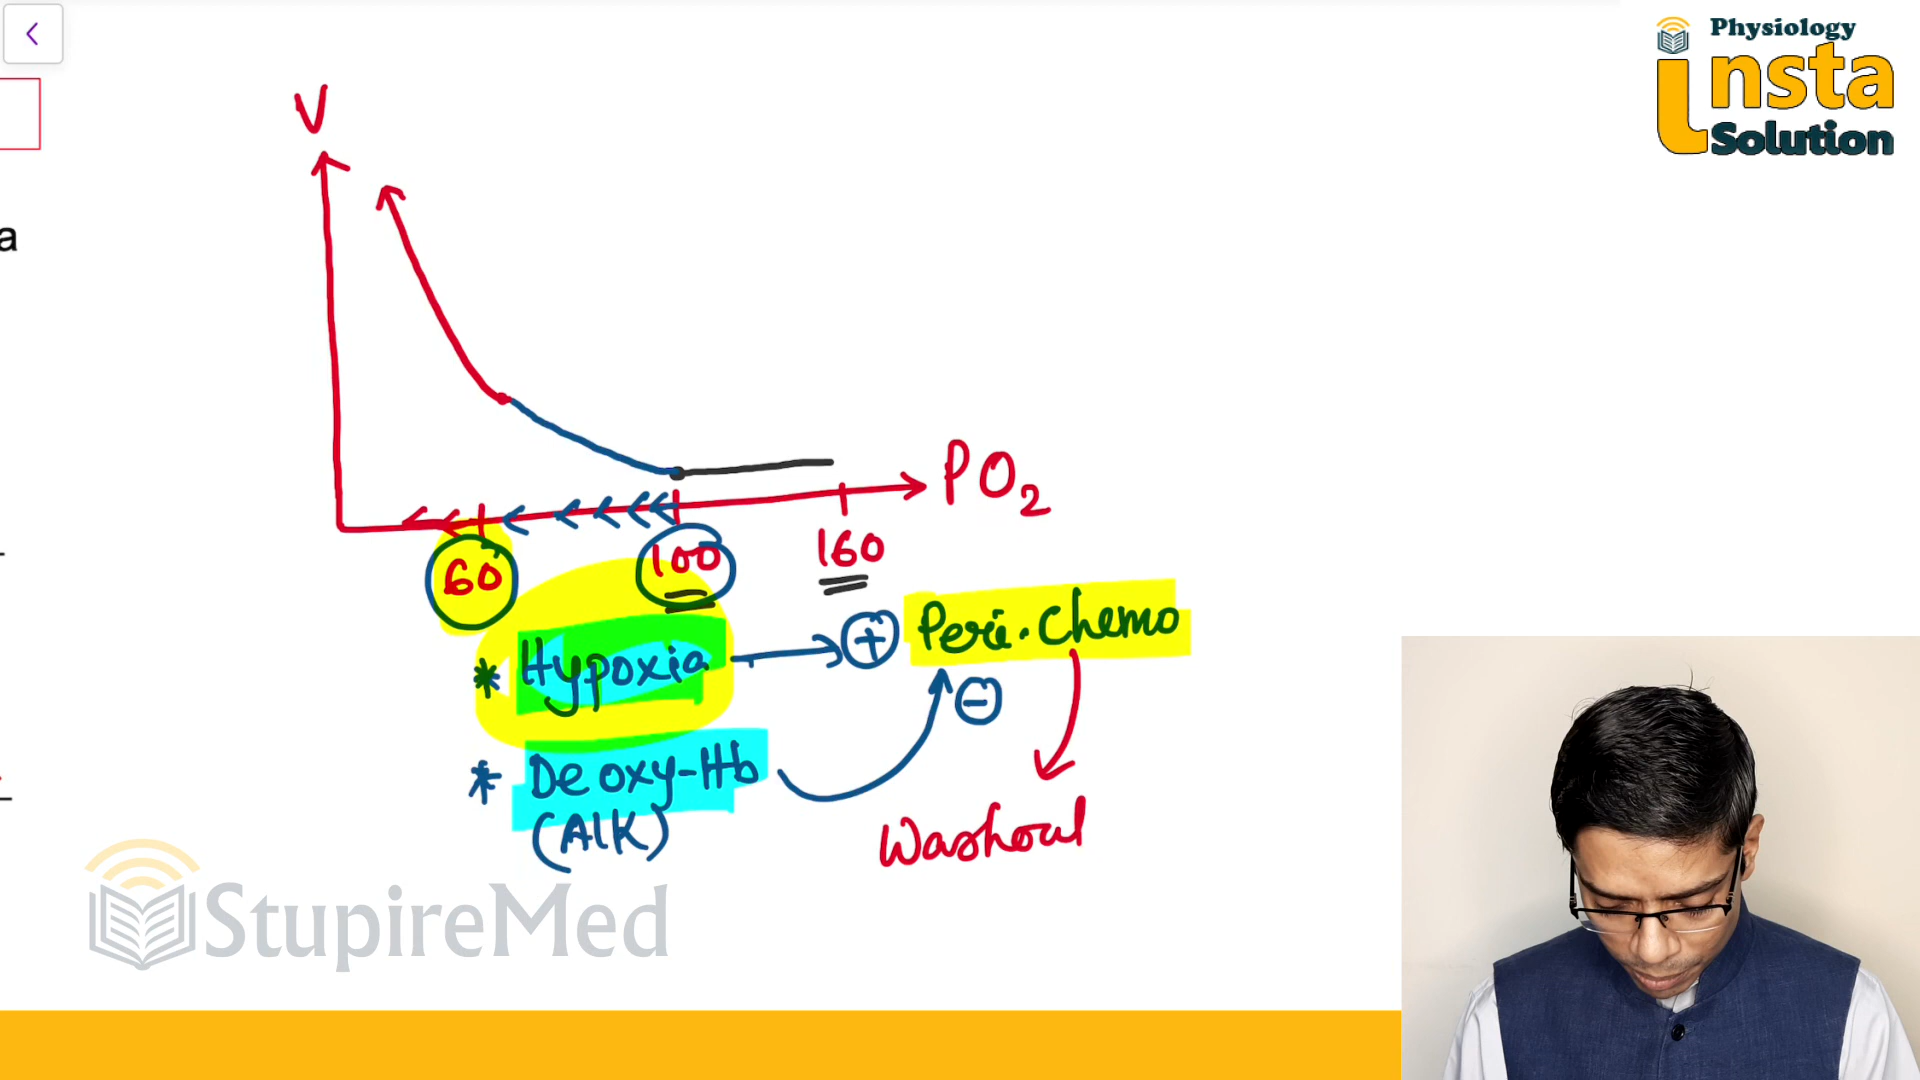 Physiology
insta
Solution
a
V
PO2
60
100
160
* Hypoxia → + Peri. Chemo
-
* Deoxy-Hb
(Alk)
Washout
StupireMed